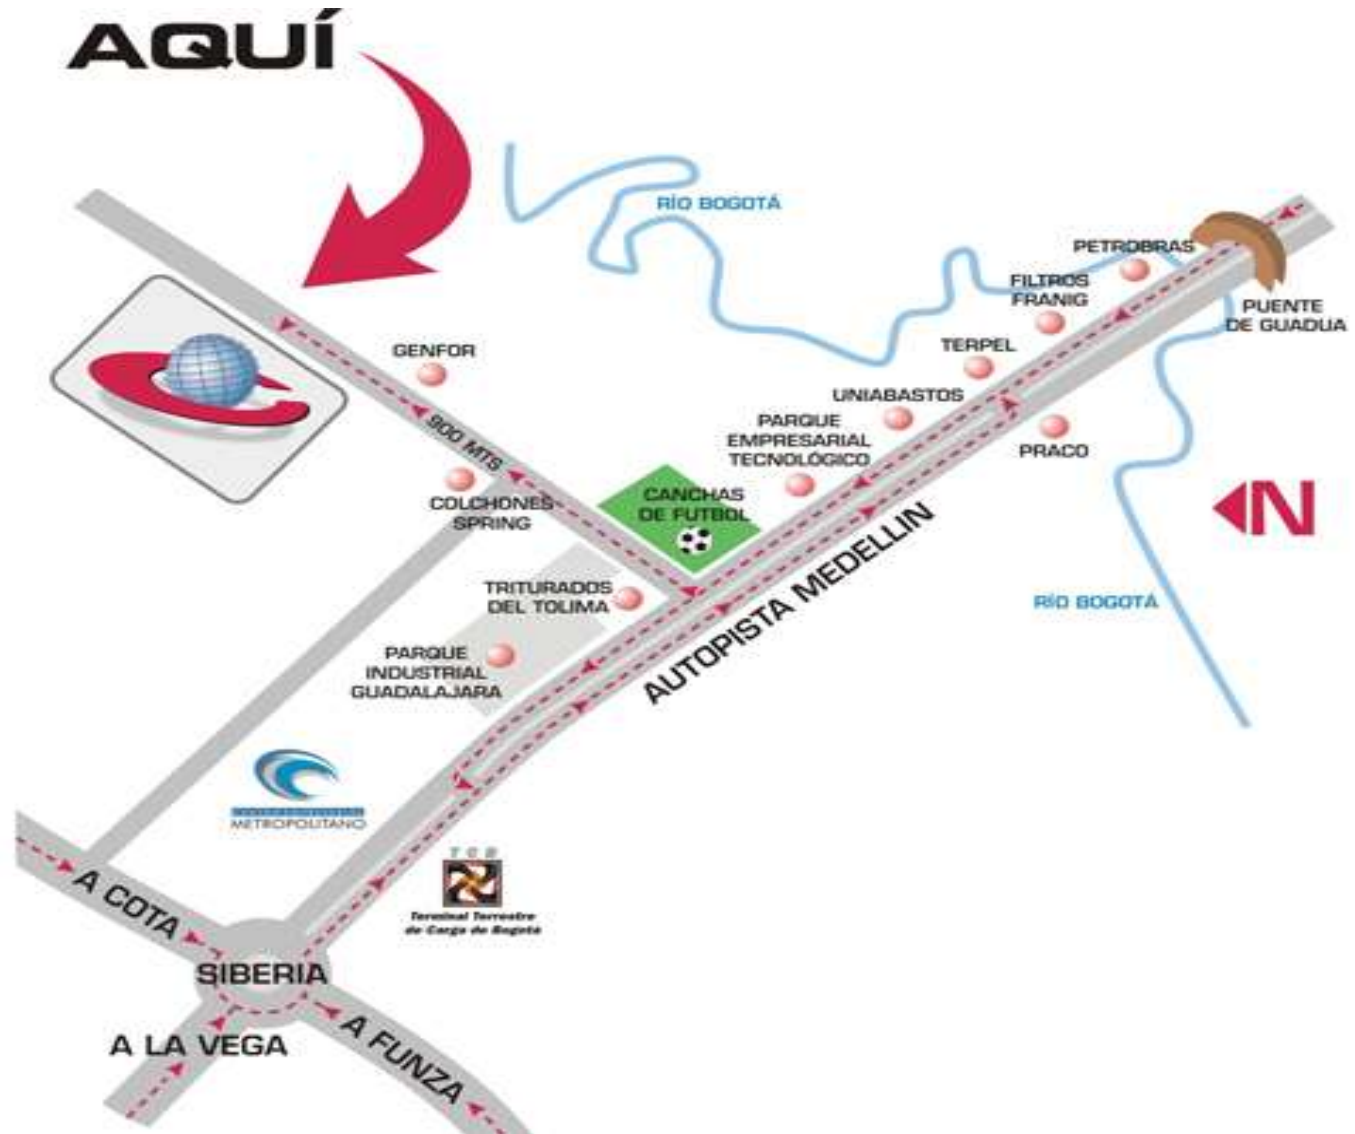 AQUÍ
RÍO BOGOTÁ
PETROBRAS
FILTROS
FRANIG
PUENTE
DE GUADUA
GENFOR
TERPEL
UNIABASTOS
PARQUE
EMPRESARIAL
TECNOLÓGICO
PRACO
900 MTS
COLCHONES
SPRING
CANCHAS
DE FUTBOL
N
AUTOPISTA MEDELLIN
TRITURADOS
DEL TOLIMA
RÍO BOGOTÁ
PARQUE
INDUSTRIAL
GUADALAJARA
METROPOLITANO
T C B
Terminal Terrestre
de Carga de Bogotá
A COTA
SIBERIA
A LA VEGA
A FUNZA